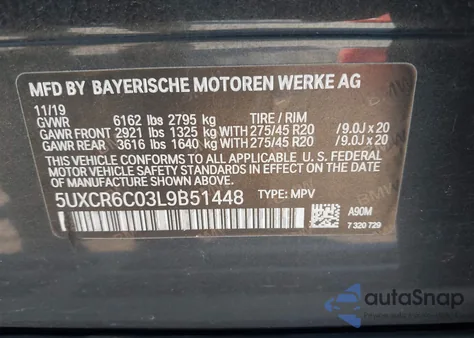 MFD BY BAYERISCHE MOTOREN WERKE AG
11/19
GVWR 6162 lbs 2795 kg TIRE / RIM
GAWR FRONT 2921 lbs 1325 kg WITH 275/45 R20 /9.0J x 20
GAWR REAR 3616 lbs 1640 kg WITH 275/45 R20 /9.0J x 20
THIS VEHICLE CONFORMS TO ALL APPLICABLE U. S. FEDERAL
MOTOR VEHICLE SAFETY STANDARDS IN EFFECT ON THE DATE
OF MANUFACTURE SHOWN ABOVE.
5UXCR6C03L9B51448 TYPE: MPV
A90M
7 320 729
autoSnap